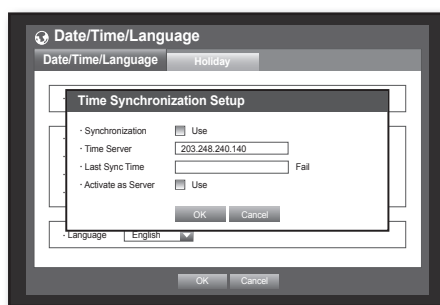 Date/Time/Language
Date/Time/Language Holiday
Time Synchronization Setup
· Synchronization Use
· Time Server 203.248.240.140
· Last Sync Time Fail
· Activate as Server Use
OK Cancel
· Language English
OK Cancel